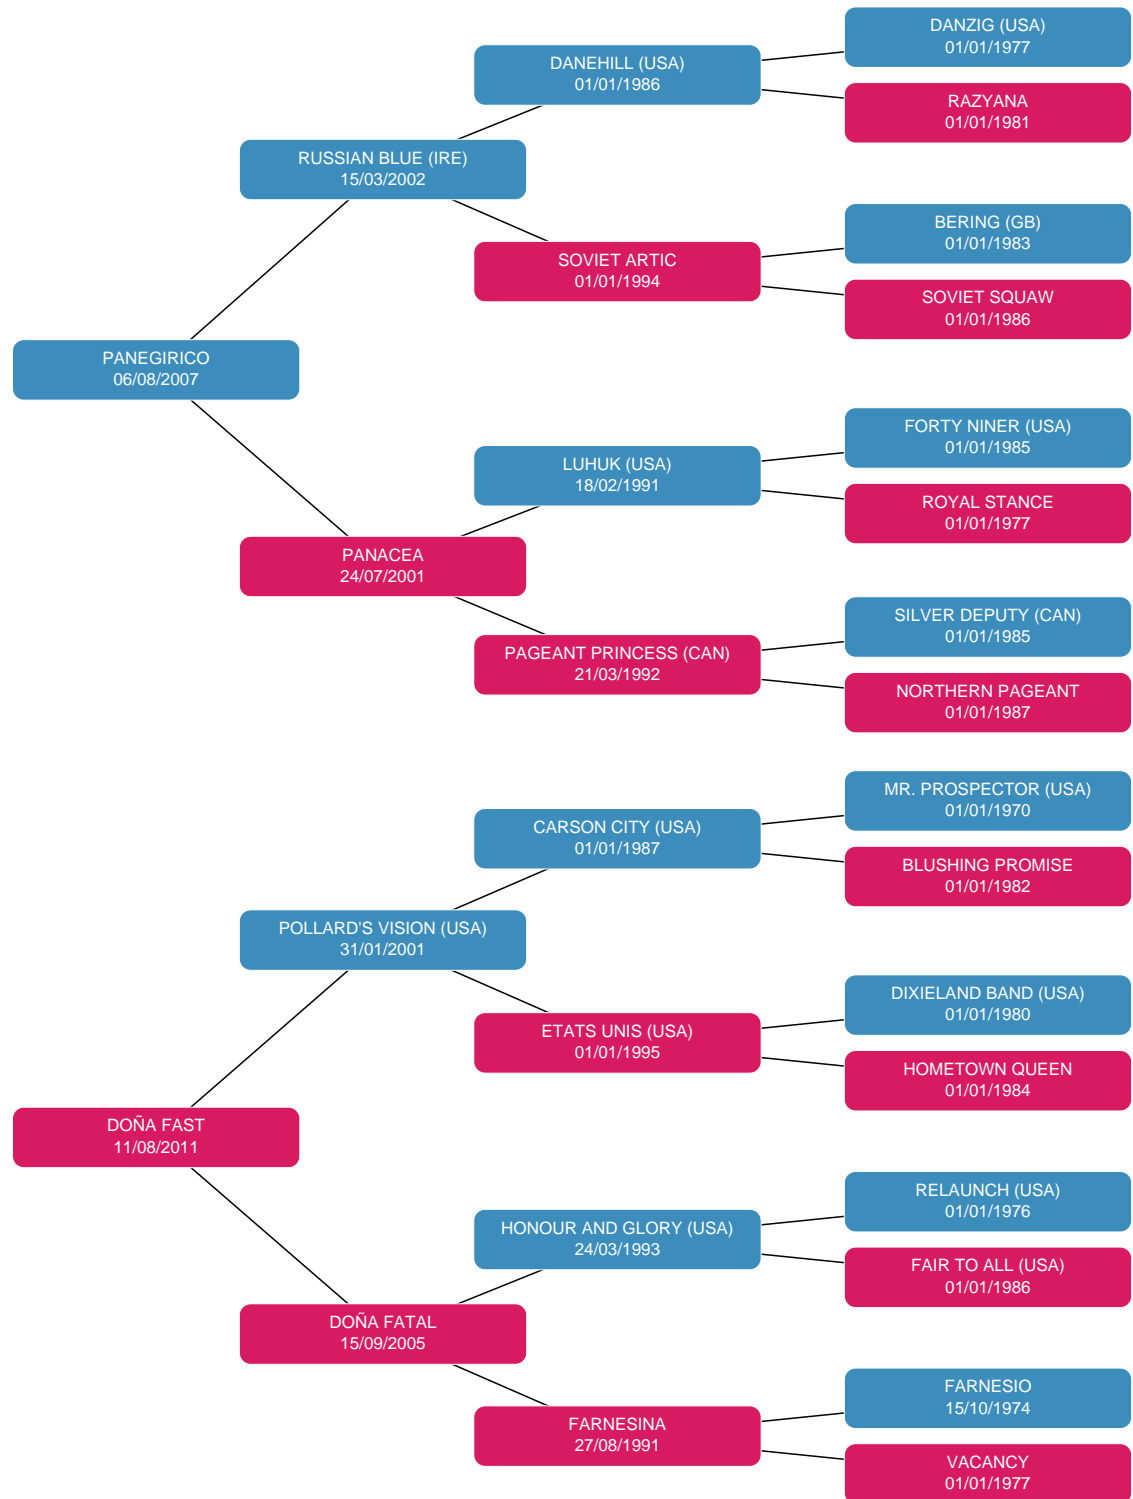 DANZIG (USA)
01/01/1977
DANEHILL (USA)
01/01/1986
RAZYANA
01/01/1981
RUSSIAN BLUE (IRE)
15/03/2002
BERING (GB)
01/01/1983
SOVIET ARTIC
01/01/1994
SOVIET SQUAW
01/01/1986
PANEGIRICO
06/08/2007
FORTY NINER (USA)
01/01/1985
LUHUK (USA)
18/02/1991
ROYAL STANCE
01/01/1977
PANACEA
24/07/2001
SILVER DEPUTY (CAN)
01/01/1985
PAGEANT PRINCESS (CAN)
21/03/1992
NORTHERN PAGEANT
01/01/1987
MR. PROSPECTOR (USA)
01/01/1970
CARSON CITY (USA)
01/01/1987
BLUSHING PROMISE
01/01/1982
POLLARD'S VISION (USA)
31/01/2001
DIXIELAND BAND (USA)
01/01/1980
ETATS UNIS (USA)
01/01/1995
HOMETOWN QUEEN
01/01/1984
DOÑA FAST
11/08/2011
RELAUNCH (USA)
01/01/1976
HONOUR AND GLORY (USA)
24/03/1993
FAIR TO ALL (USA)
01/01/1986
DOÑA FATAL
15/09/2005
FARNESIO
15/10/1974
FARNESINA
27/08/1991
VACANCY
01/01/1977